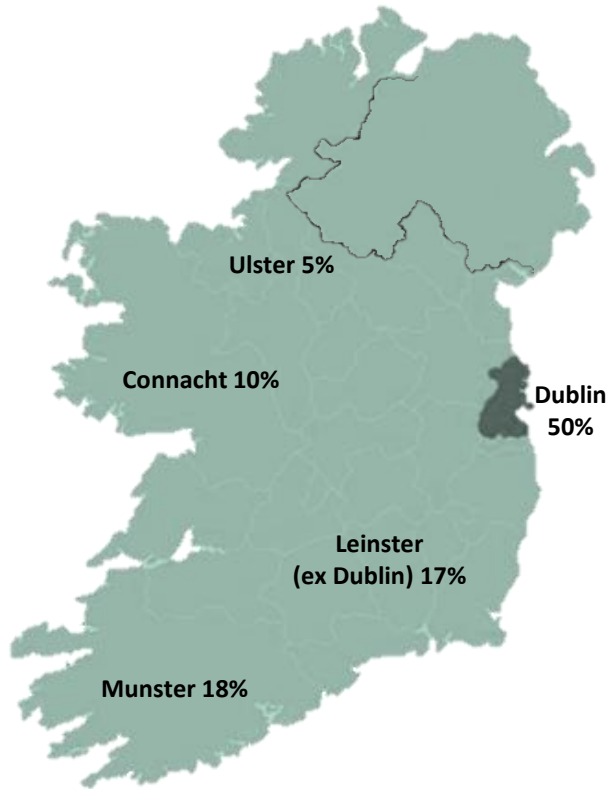 Ulster 5%
Connacht 10%
Dublin
50%
Leinster
(ex Dublin) 17%
Munster 18%